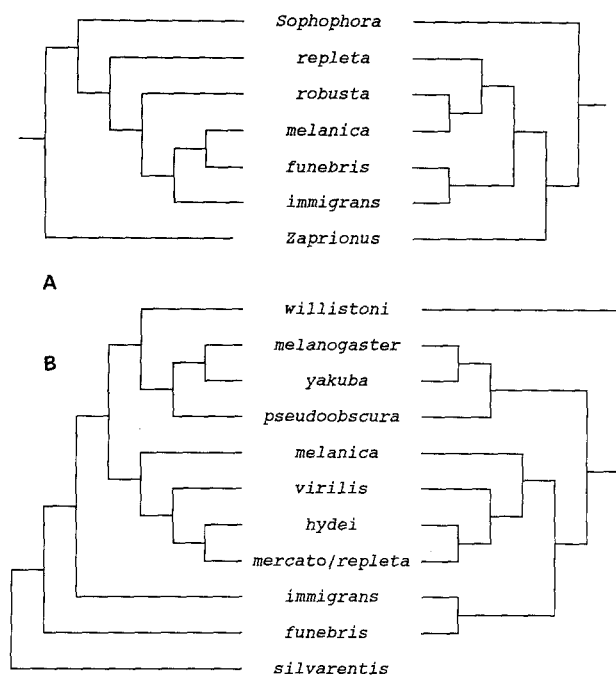 Sophophora
repleta
robusta
melanica
funebris
immigrans
Zaprionus
A
willistoni
melanogaster
B
yakuba
pseudoobscura
melanica
virilis
hydei
mercato/repleta
immigrans
funebris
silvarentis